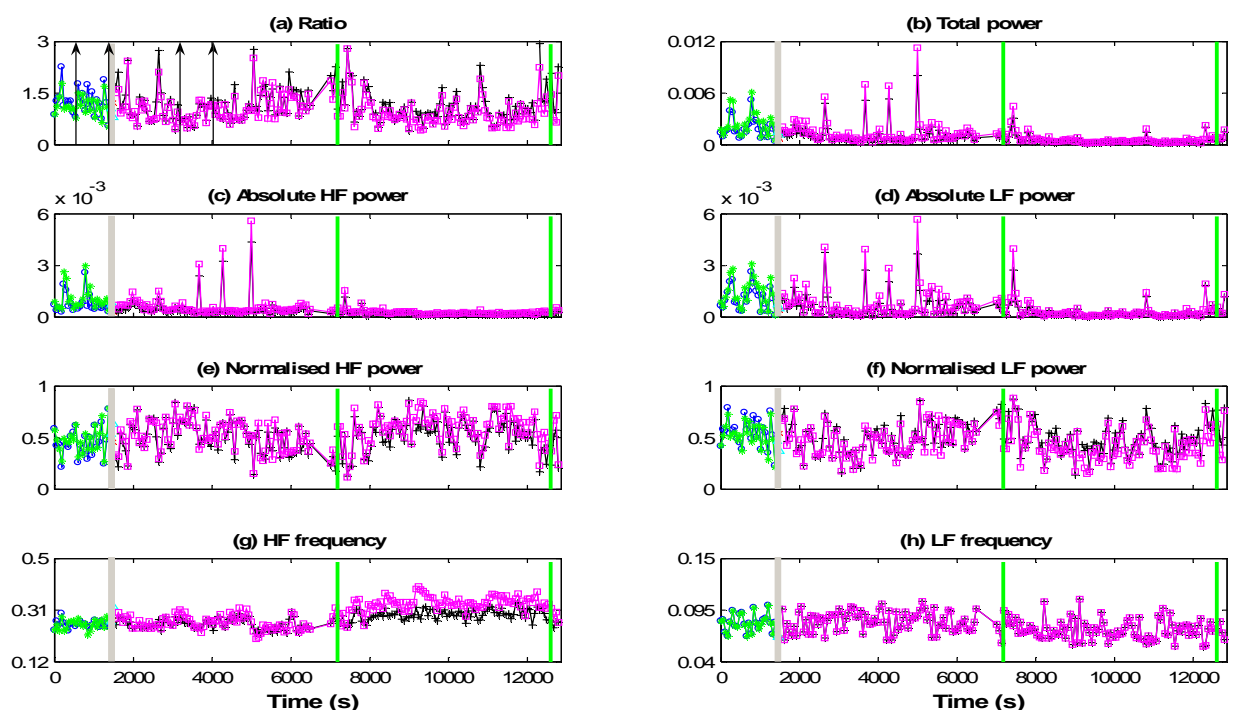 (a) Ratio
3
1.5
0
(b) Total power
0.012
0.006
0
(c) Absolute HF power
x 10^-3
6
3
0
(d) Absolute LF power
x 10^-3
6
3
0
(e) Normalised HF power
1
0.5
0
(f) Normalised LF power
1
0.5
0
(g) HF frequency
0.5
0.31
0.12
0 2000 4000 6000 8000 10000 12000
Time (s)
(h) LF frequency
0.15
0.095
0.04
0 2000 4000 6000 8000 10000 12000
Time (s)